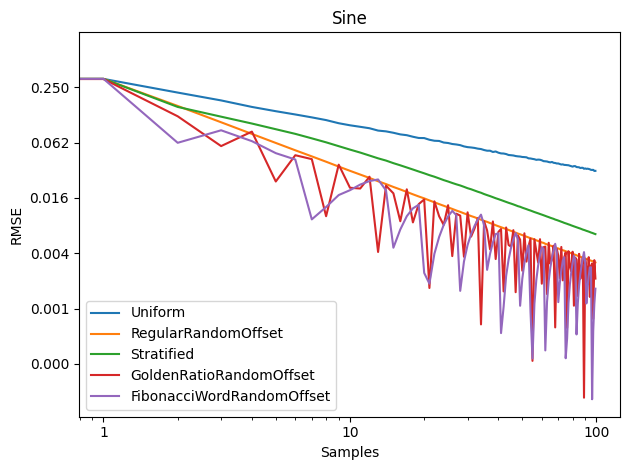 Sine
RMSE
0.250
0.062
0.016
0.004
0.001
0.000
Uniform
RegularRandomOffset
Stratified
GoldenRatioRandomOffset
FibonacciWordRandomOffset
1
10
100
Samples